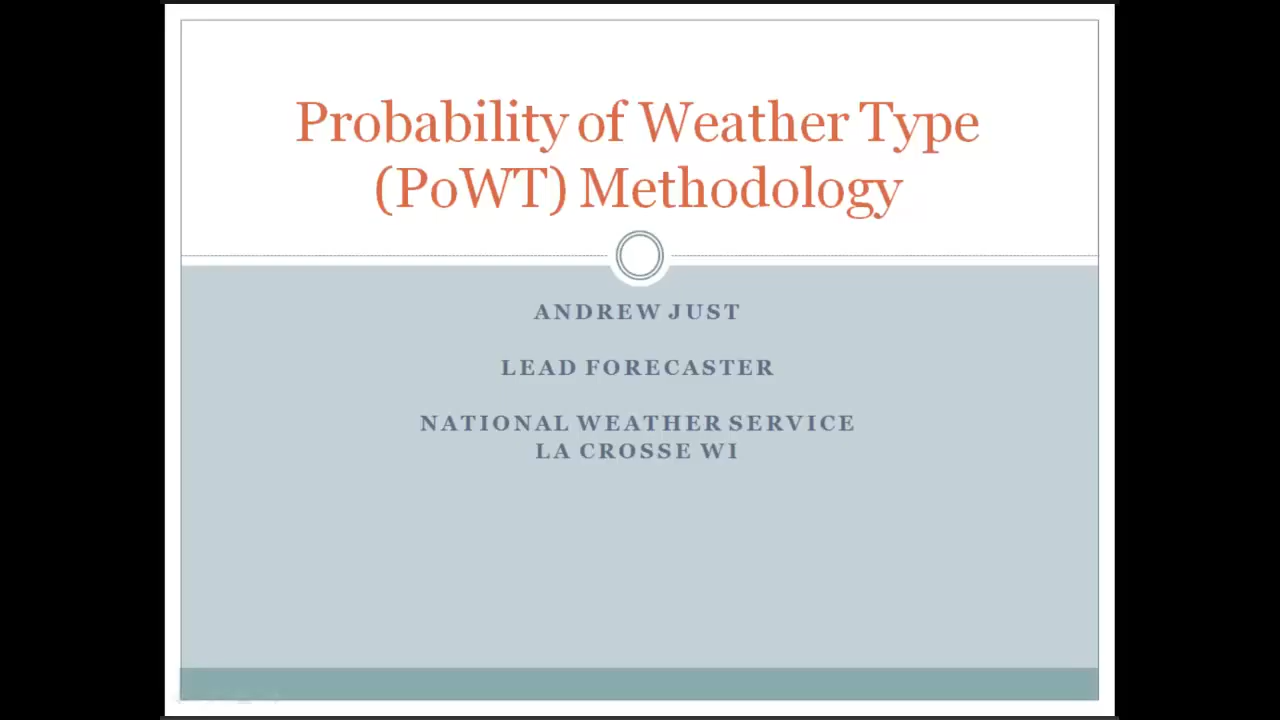 Probability of Weather Type
(PoWT) Methodology
ANDREW JUST
LEAD FORECASTER
NATIONAL WEATHER SERVICE
LA CROSSE WI